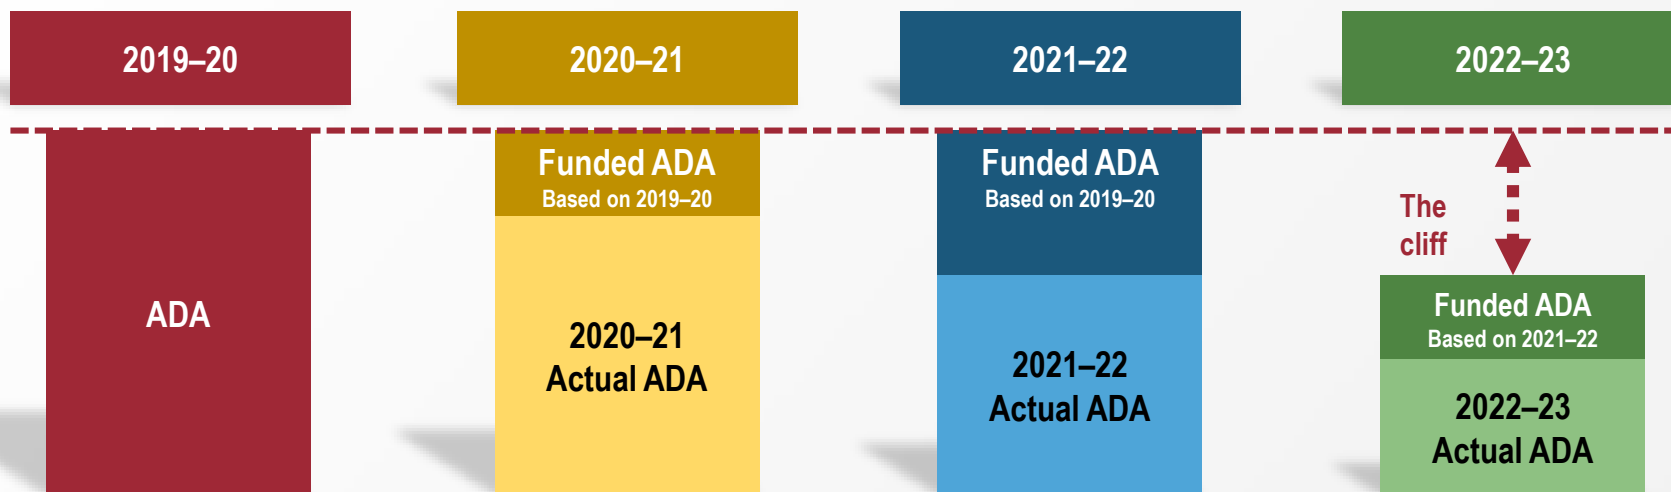 2019–20
2020–21
2021–22
2022–23
ADA
Funded ADA
Based on 2019–20
2020–21
Actual ADA
Funded ADA
Based on 2019–20
2021–22
Actual ADA
The
cliff
Funded ADA
Based on 2021–22
2022–23
Actual ADA